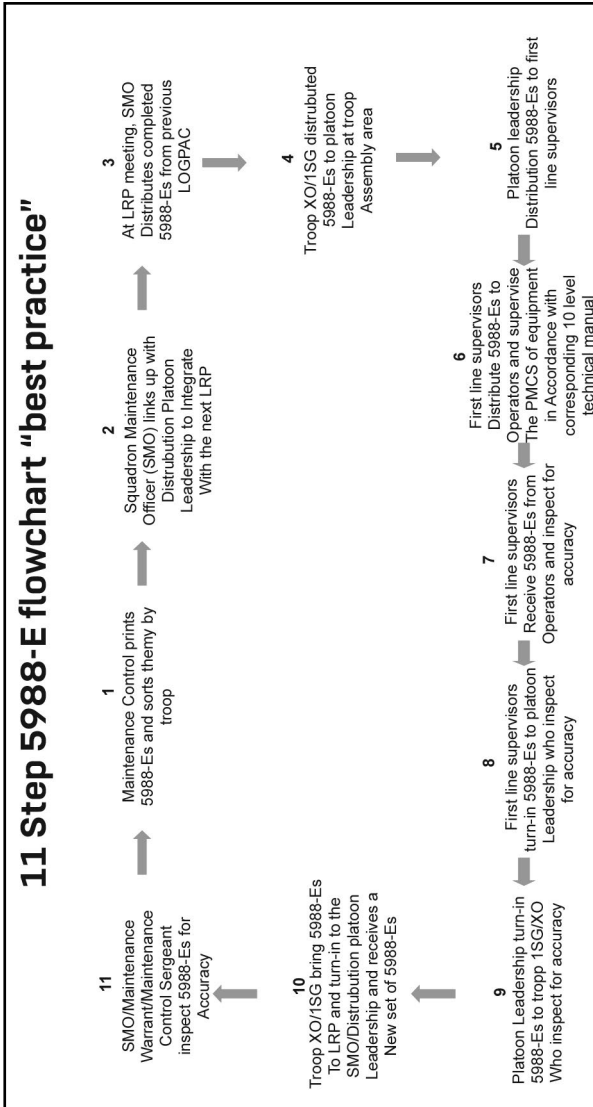 11 Step 5988-E flowchart “best practice”
1
Maintenance Control prints
5988-Es and sorts themy by
troop
2
Squadron Maintenance
Officer (SMO) links up with
Distrubution Platoon
Leadership to Integrate
With the next LRP
3
At LRP meeting, SMO
Distributes completed
5988-Es from previous
LOGPAC
4
Troop XO/1SG distrubuted
5988-Es to platoon
Leadership at troop
Assembly area
5
Platoon leadership
Distribution 5988-Es to first
line supervisors
6
First line supervisors
Distribute 5988-Es to
Operators and supervise
The PMCS of equipment
in Accordance with
corresponding 10 level
technical manual
7
First line supervisors
Receive 5988-Es from
Operators and inspect for
accuracy
8
First line supervisors
turn-in 5988-Es to platoon
Leadership who inspect
for accuracy
9
Platoon Leadership turn-in
5988-Es to tropp 1SG/XO
Who inspect for accuracy
10
Troop XO/1SG bring 5988-Es
To LRP and turn-in to the
SMO/Distrubution platoon
Leadership and receives a
New set of 5988-Es
11
SMO/Maintenance
Warrant/Maintenance
Control Sergeant
inspect 5988-Es for
Accuracy